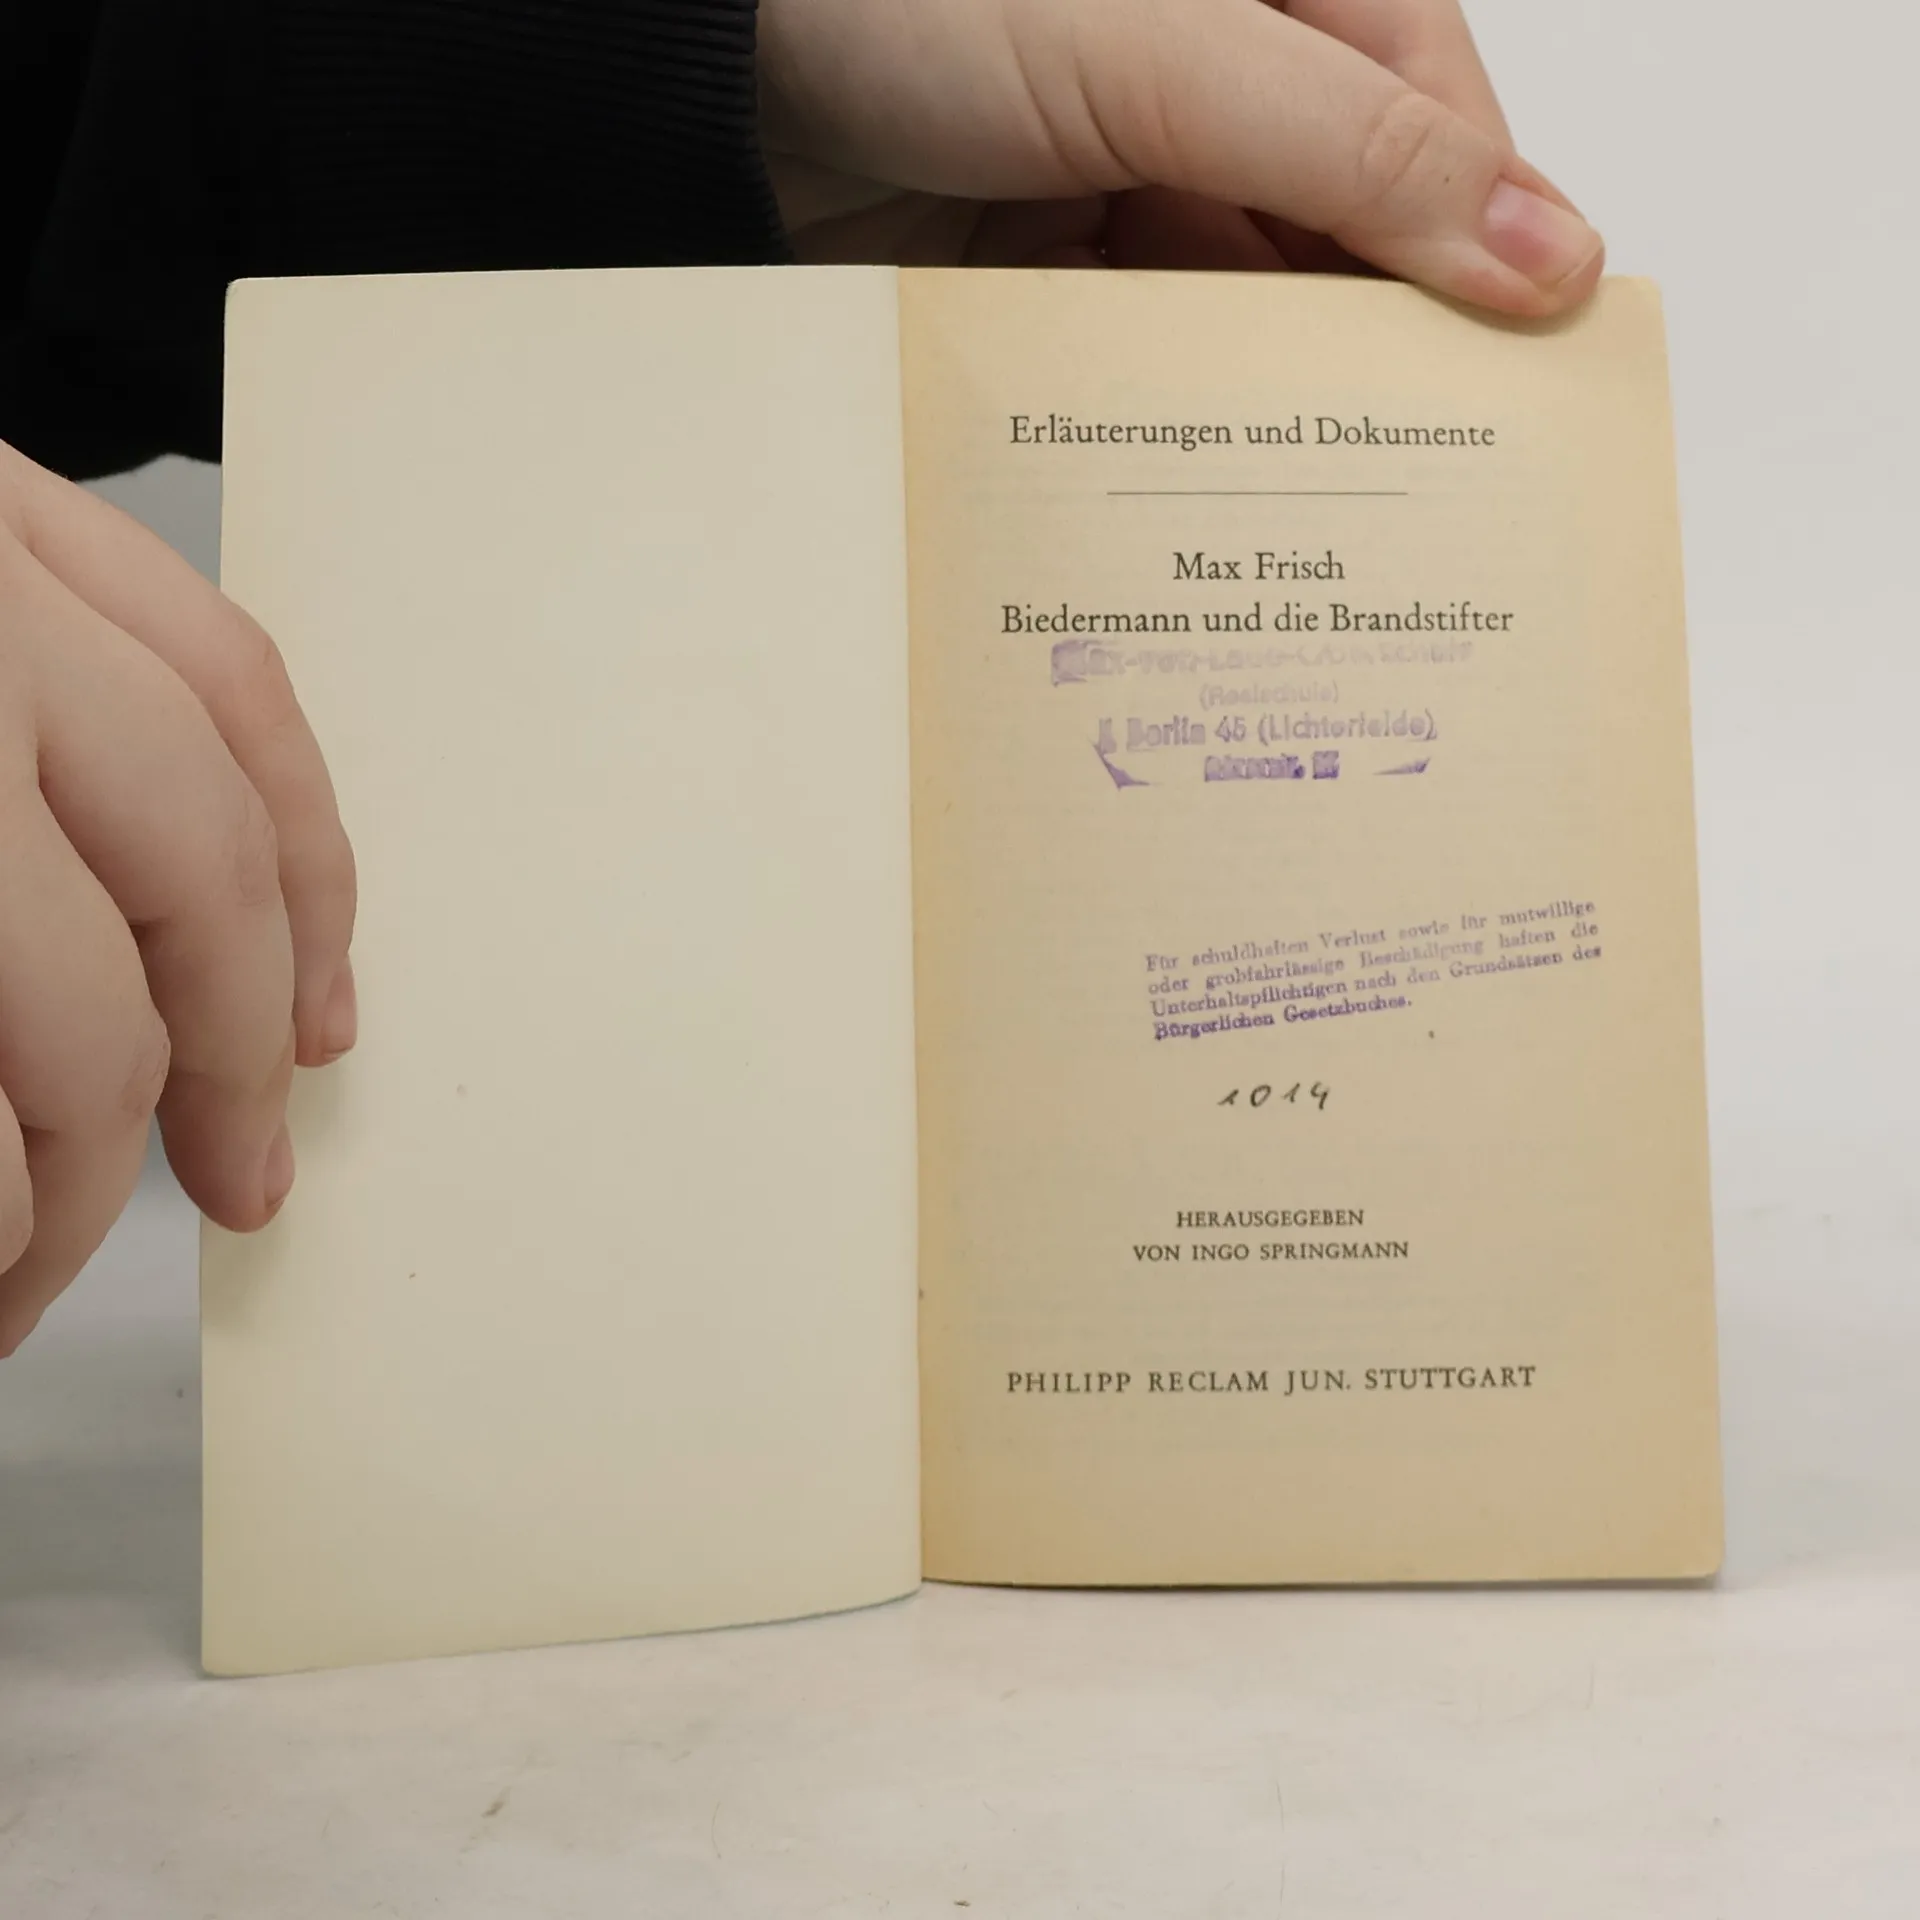 Erläuterungen und Dokumente
Max Frisch
Biedermann und die Brandstifter
(Realschule)
1 Berlin 45 (Lichterfelde)
Für schuldhaften Verlust sowie für mutwillige
oder grobfahrlässige Beschädigung haften die
Unterhaltspflichtigen nach den Grundsätzen des
Bürgerlichen Gesetzbuches.
1014
HERAUSGEGEBEN
VON INGO SPRINGMANN
PHILIPP RECLAM JUN. STUTTGART